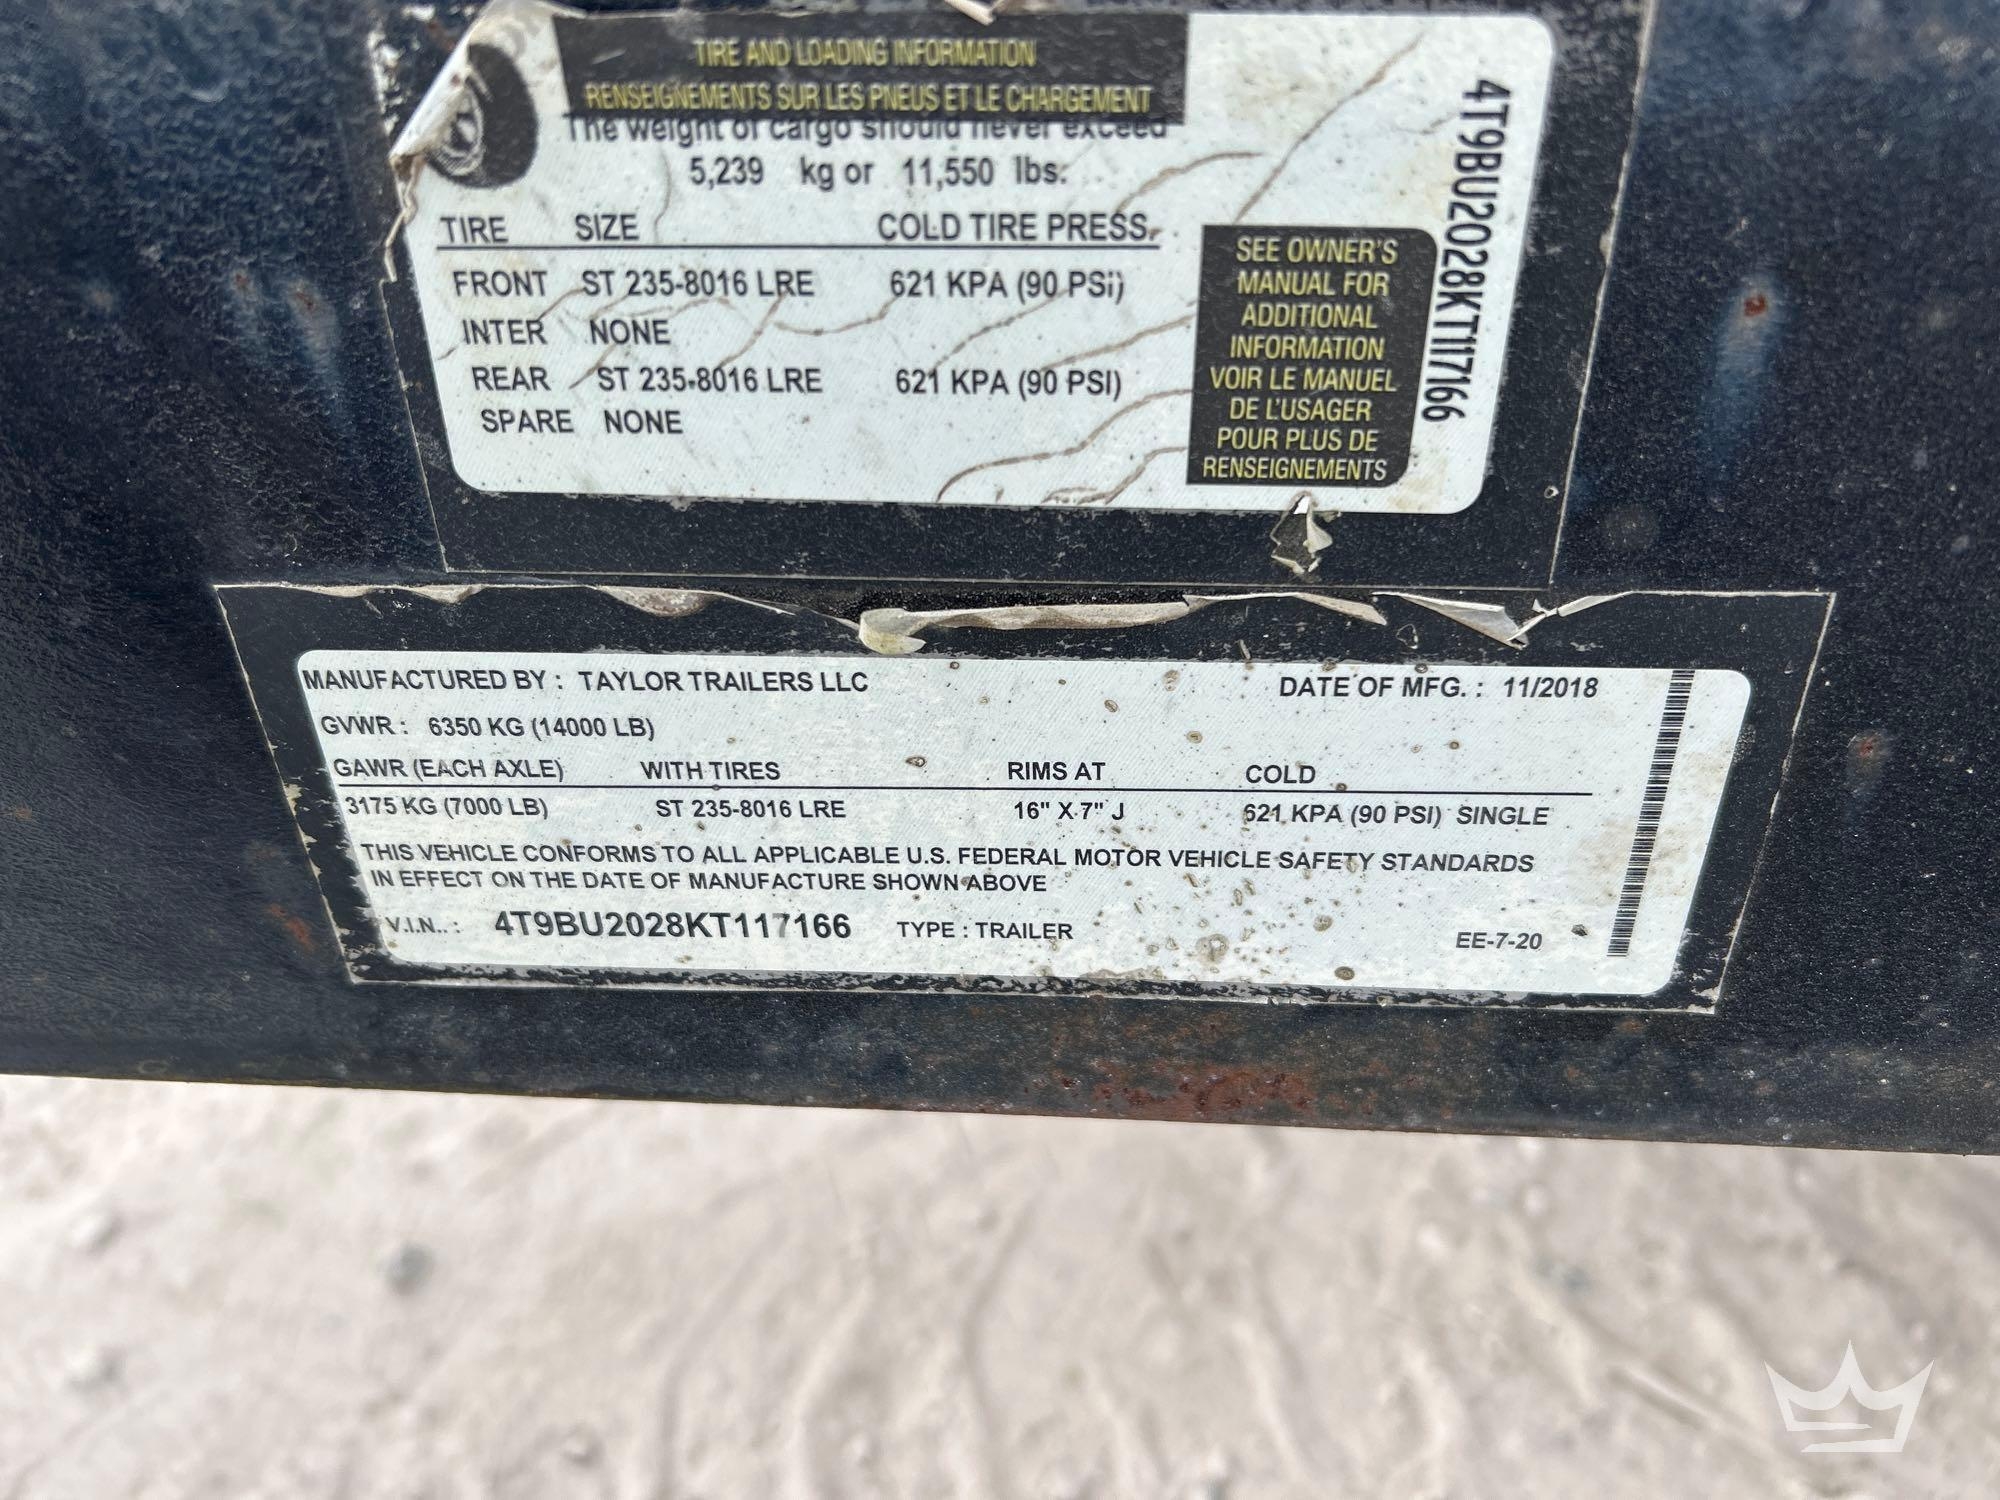 TIRE AND LOADING INFORMATION
RENSEIGNEMENTS SUR LES PNEUS ET LE CHARGEMENT
The weight of cargo should never exceed
5,239 kg or 11,550 lbs.
TIRE SIZE COLD TIRE PRESS.
FRONT ST 235-8016 LRE 621 KPA (90 PSi)
INTER NONE
REAR ST 235-8016 LRE 621 KPA (90 PSI)
SPARE NONE
SEE OWNER'S
MANUAL FOR
ADDITIONAL
INFORMATION
VOIR LE MANUEL
DE L'USAGER
POUR PLUS DE
RENSEIGNEMENTS
4T9BU2028KT117166
MANUFACTURED BY : TAYLOR TRAILERS LLC DATE OF MFG. : 11/2018
GVWR : 6350 KG (14000 LB)
GAWR (EACH AXLE) WITH TIRES RIMS AT COLD
3175 KG (7000 LB) ST 235-8016 LRE 16" X 7" J 621 KPA (90 PSI) SINGLE
THIS VEHICLE CONFORMS TO ALL APPLICABLE U.S. FEDERAL MOTOR VEHICLE SAFETY STANDARDS
IN EFFECT ON THE DATE OF MANUFACTURE SHOWN ABOVE
V.I.N.. : 4T9BU2028KT117166 TYPE : TRAILER EE-7-20